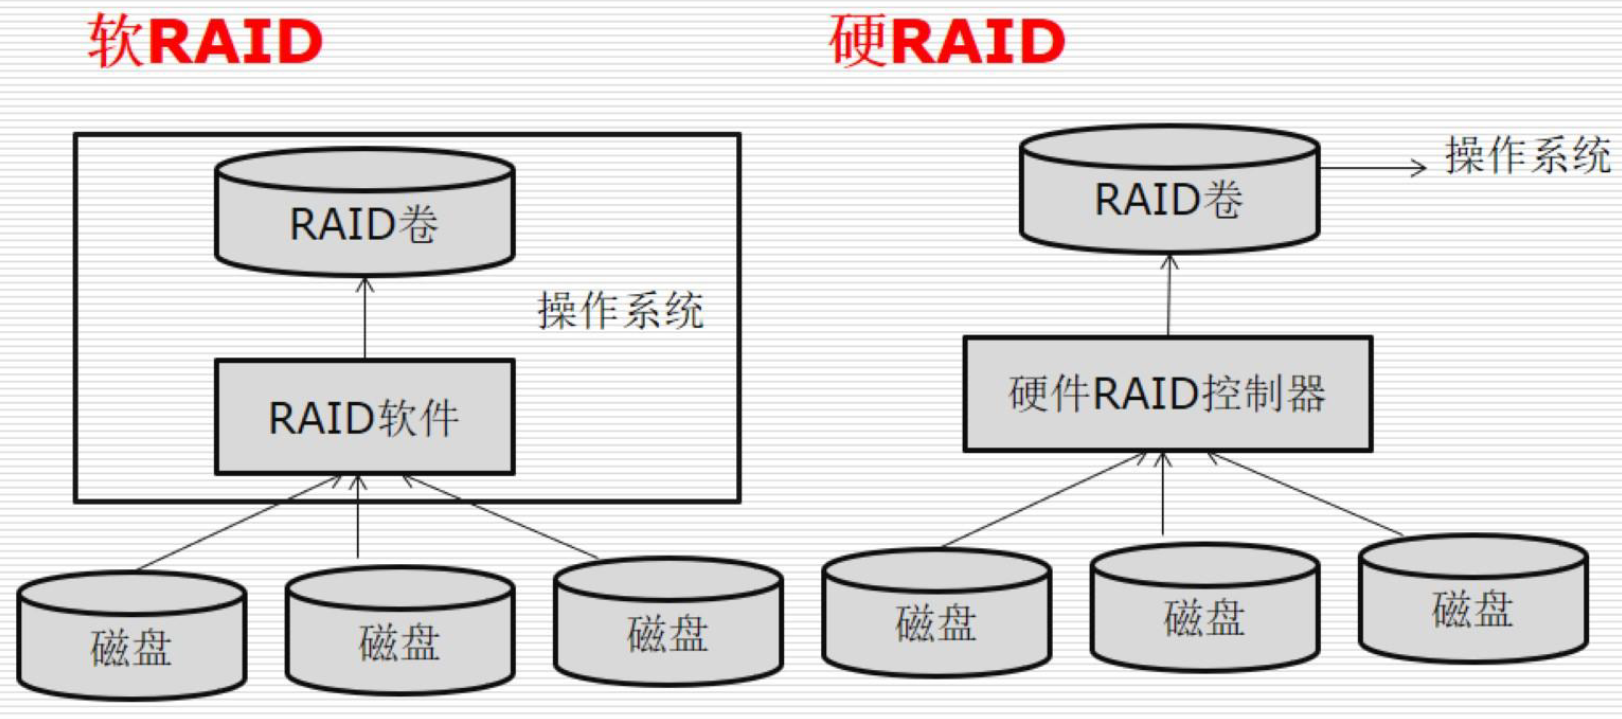 软RAID
RAID卷
操作系统
RAID软件
磁盘
磁盘
磁盘
硬RAID
RAID卷
操作系统
硬件RAID控制器
磁盘
磁盘
磁盘